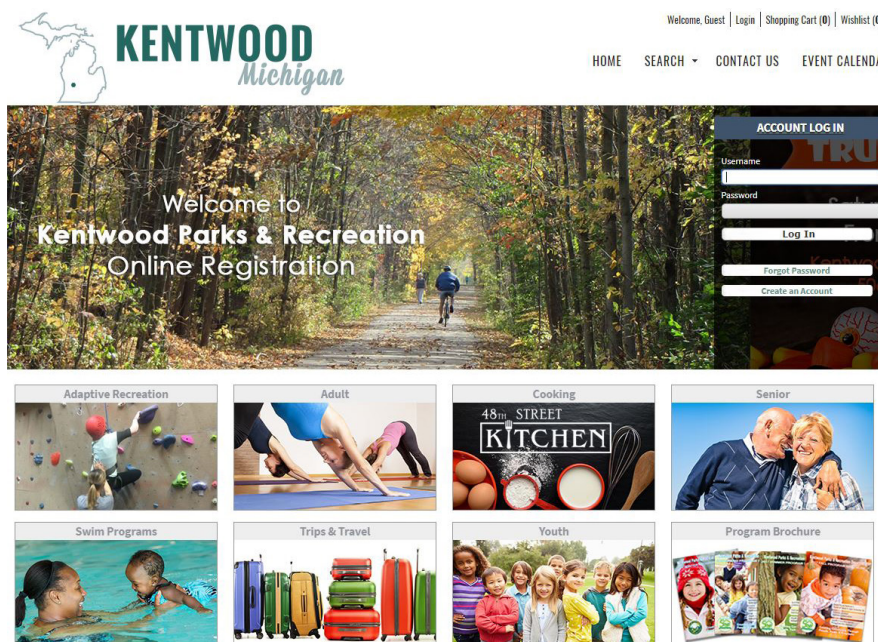 KENTWOOD
Michigan
Welcome, Guest | Login | Shopping Cart (0) | Wishlist (
HOME SEARCH CONTACT US EVENT CALENDA
Welcome to
Kentwood Parks & Recreation
Online Registration
ACCOUNT LOG IN
Username
Password
Log In
Forgot Password
Create an Account
Adaptive Recreation
Adult
Cooking
Senior
48TH STREET
KITCHEN
Swim Programs
Trips & Travel
Youth
Program Brochure